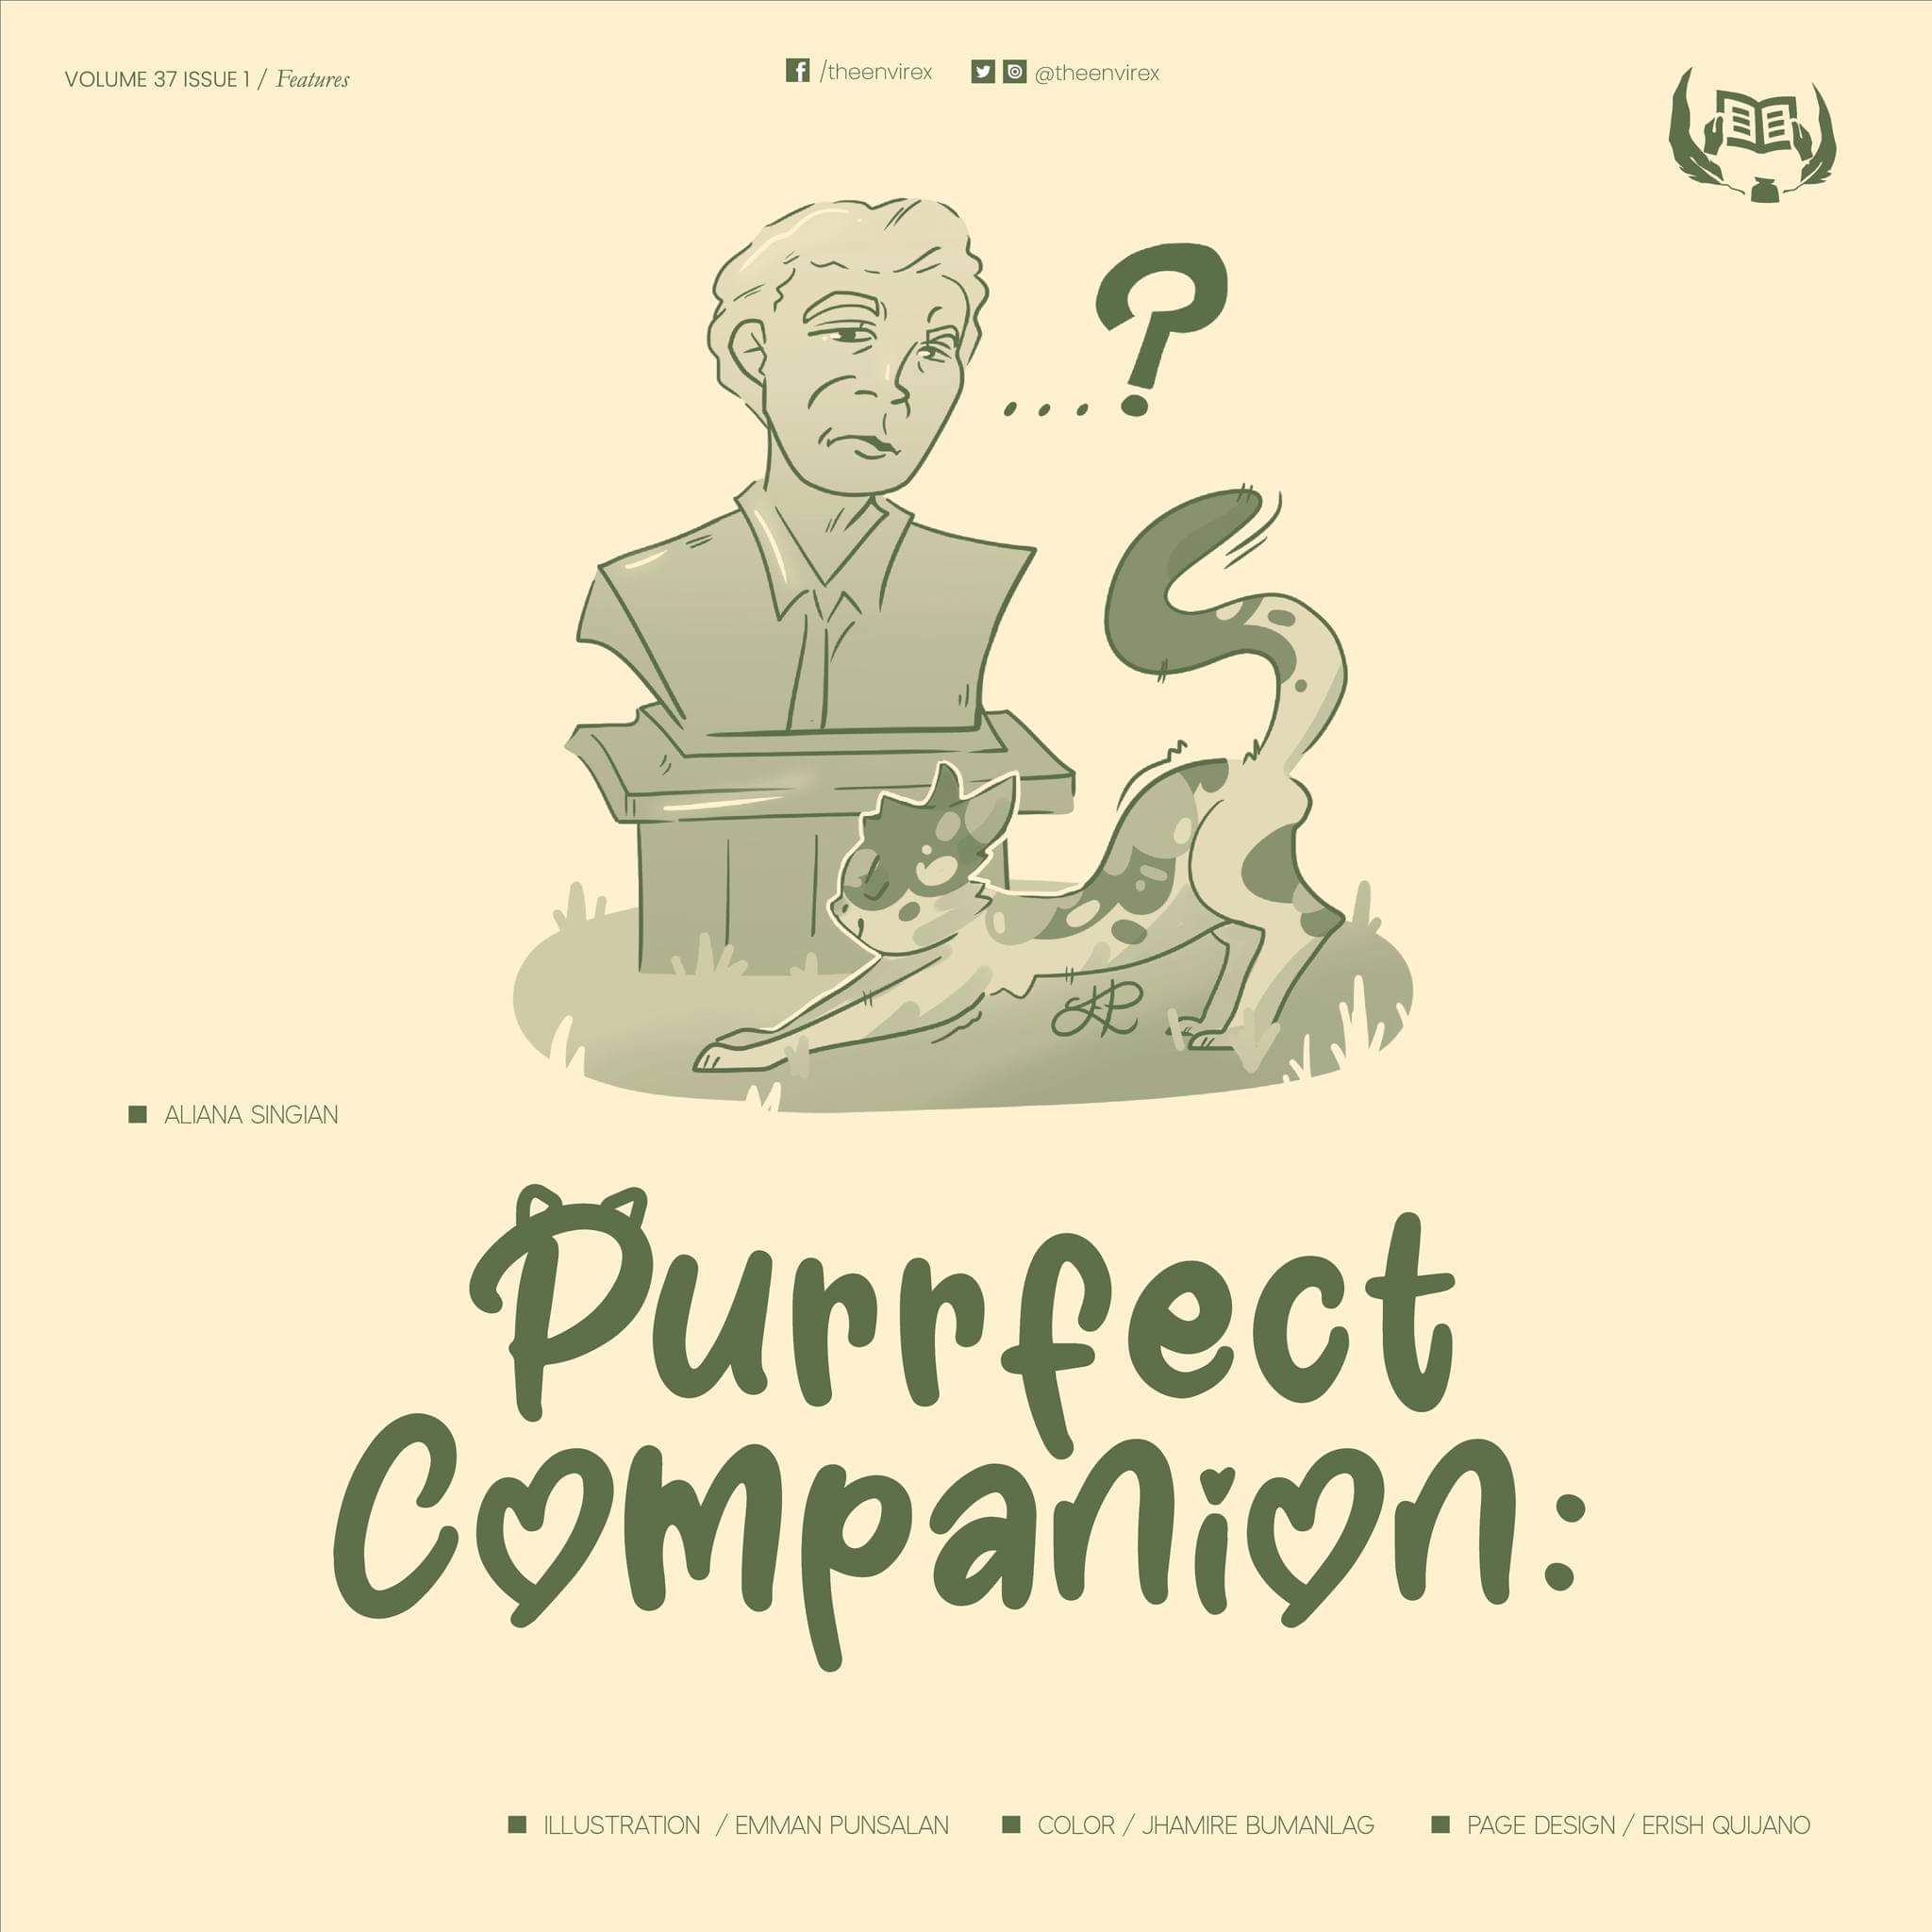 VOLUME 37 ISSUE 1 / Features
/theenvirex
@theenvirex
...?
ALIANA SINGIAN
Purrfect
Companion:
ILLUSTRATION / EMMAN PUNSALAN
COLOR / JHAMIRE BUMANLAG
PAGE DESIGN / ERISH QUIJANO